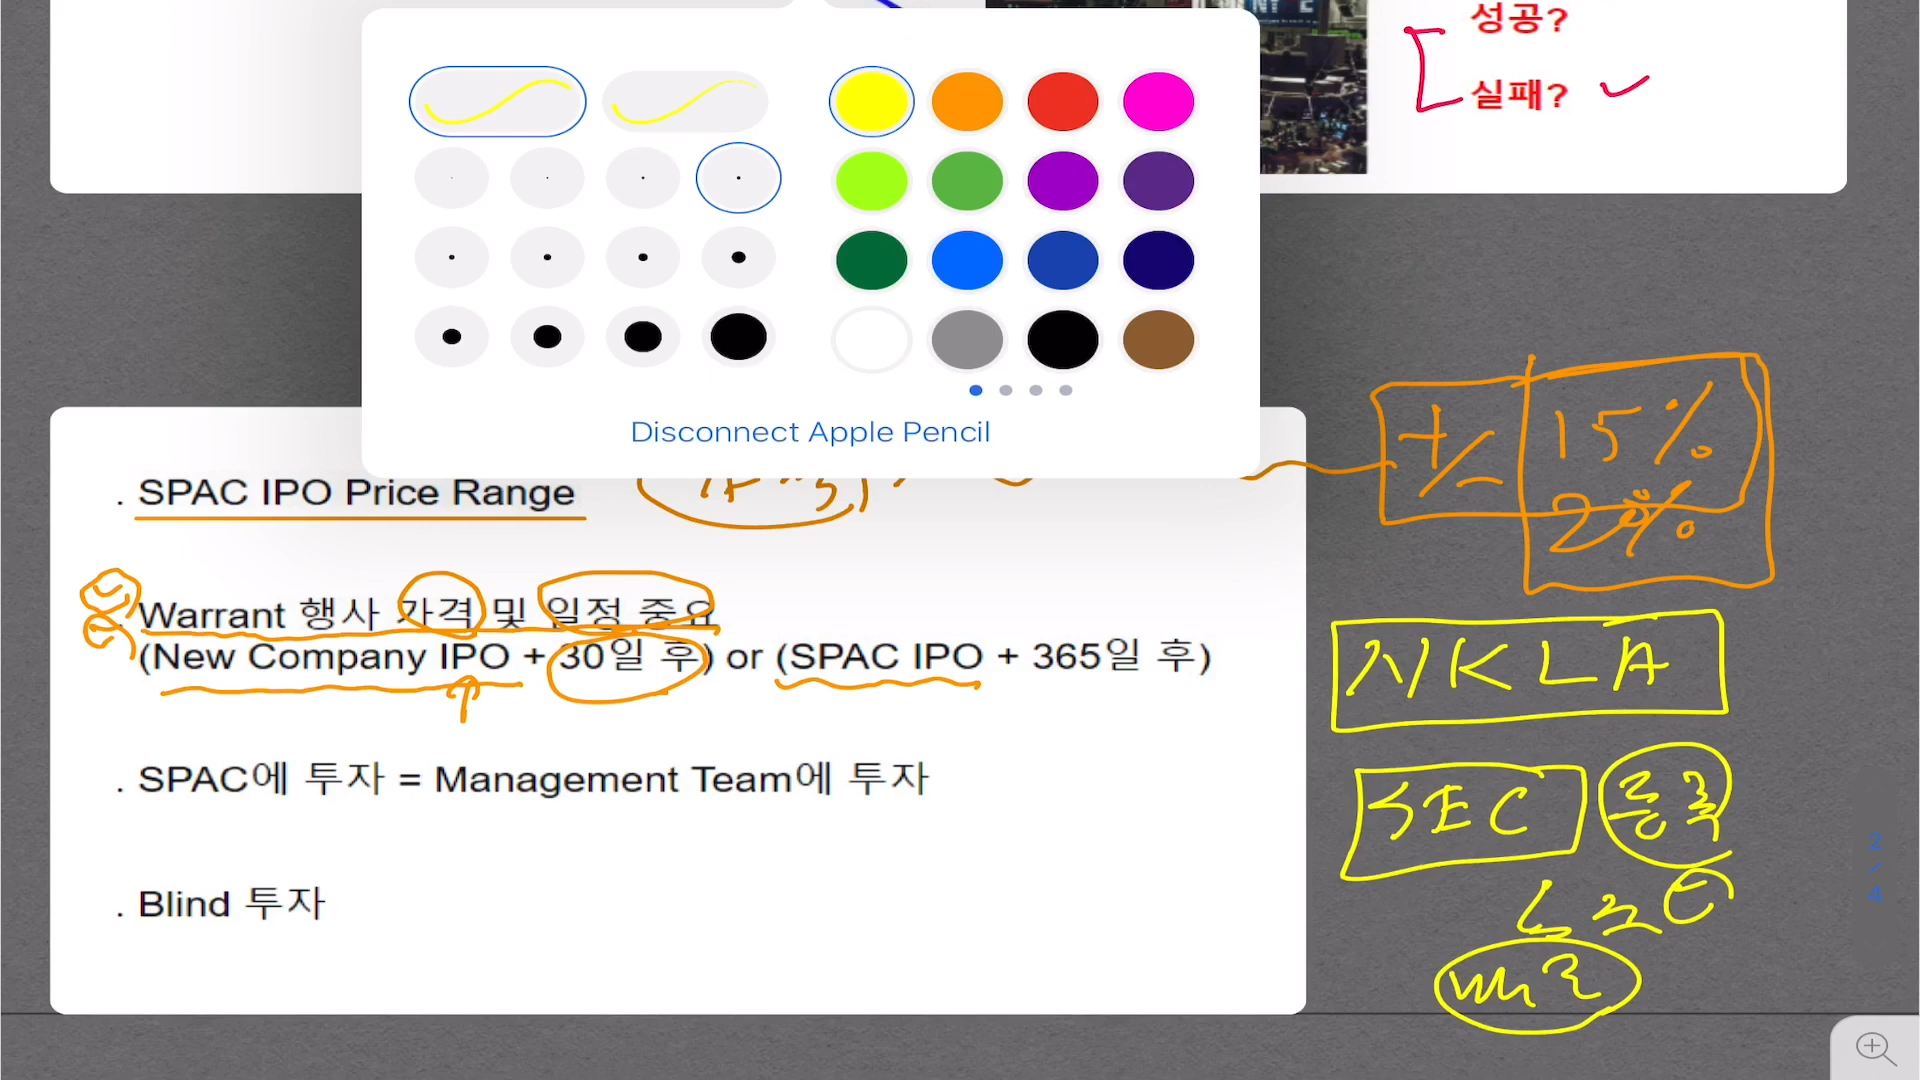 성공?
실패?
Disconnect Apple Pencil
. SPAC IPO Price Range
+/- 15%
20%
. Warrant 행사 가격 및 일정 중요
(New Company IPO + 30일 후) or (SPAC IPO + 365일 후)
NKLA
. SPAC에 투자 = Management Team에 투자
SEC 등록
2/4
. Blind 투자